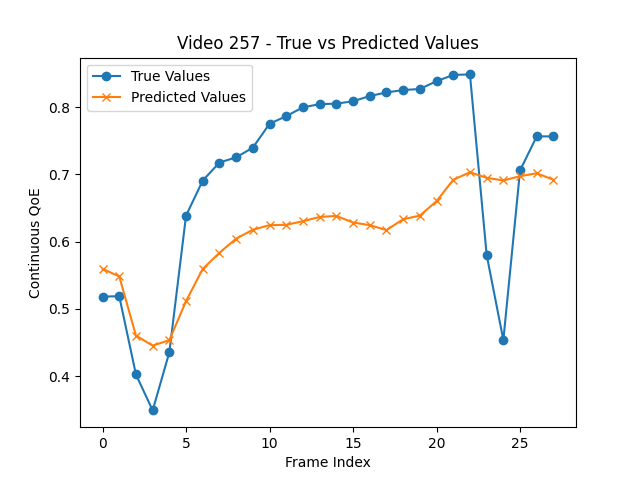 Video 257 - True vs Predicted Values
True Values
Predicted Values
Continuous QoE
0.8
0.7
0.6
0.5
0.4
0 5 10 15 20 25
Frame Index